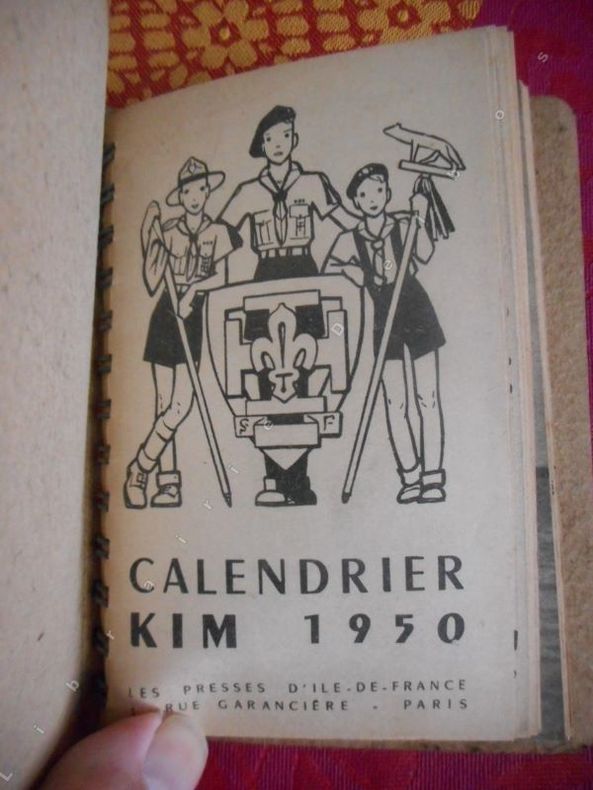 S F
CALENDRIER
KIM 1950
LES PRESSES D'ILE-DE-FRANCE
RUE GARANCIÈRE - PARIS